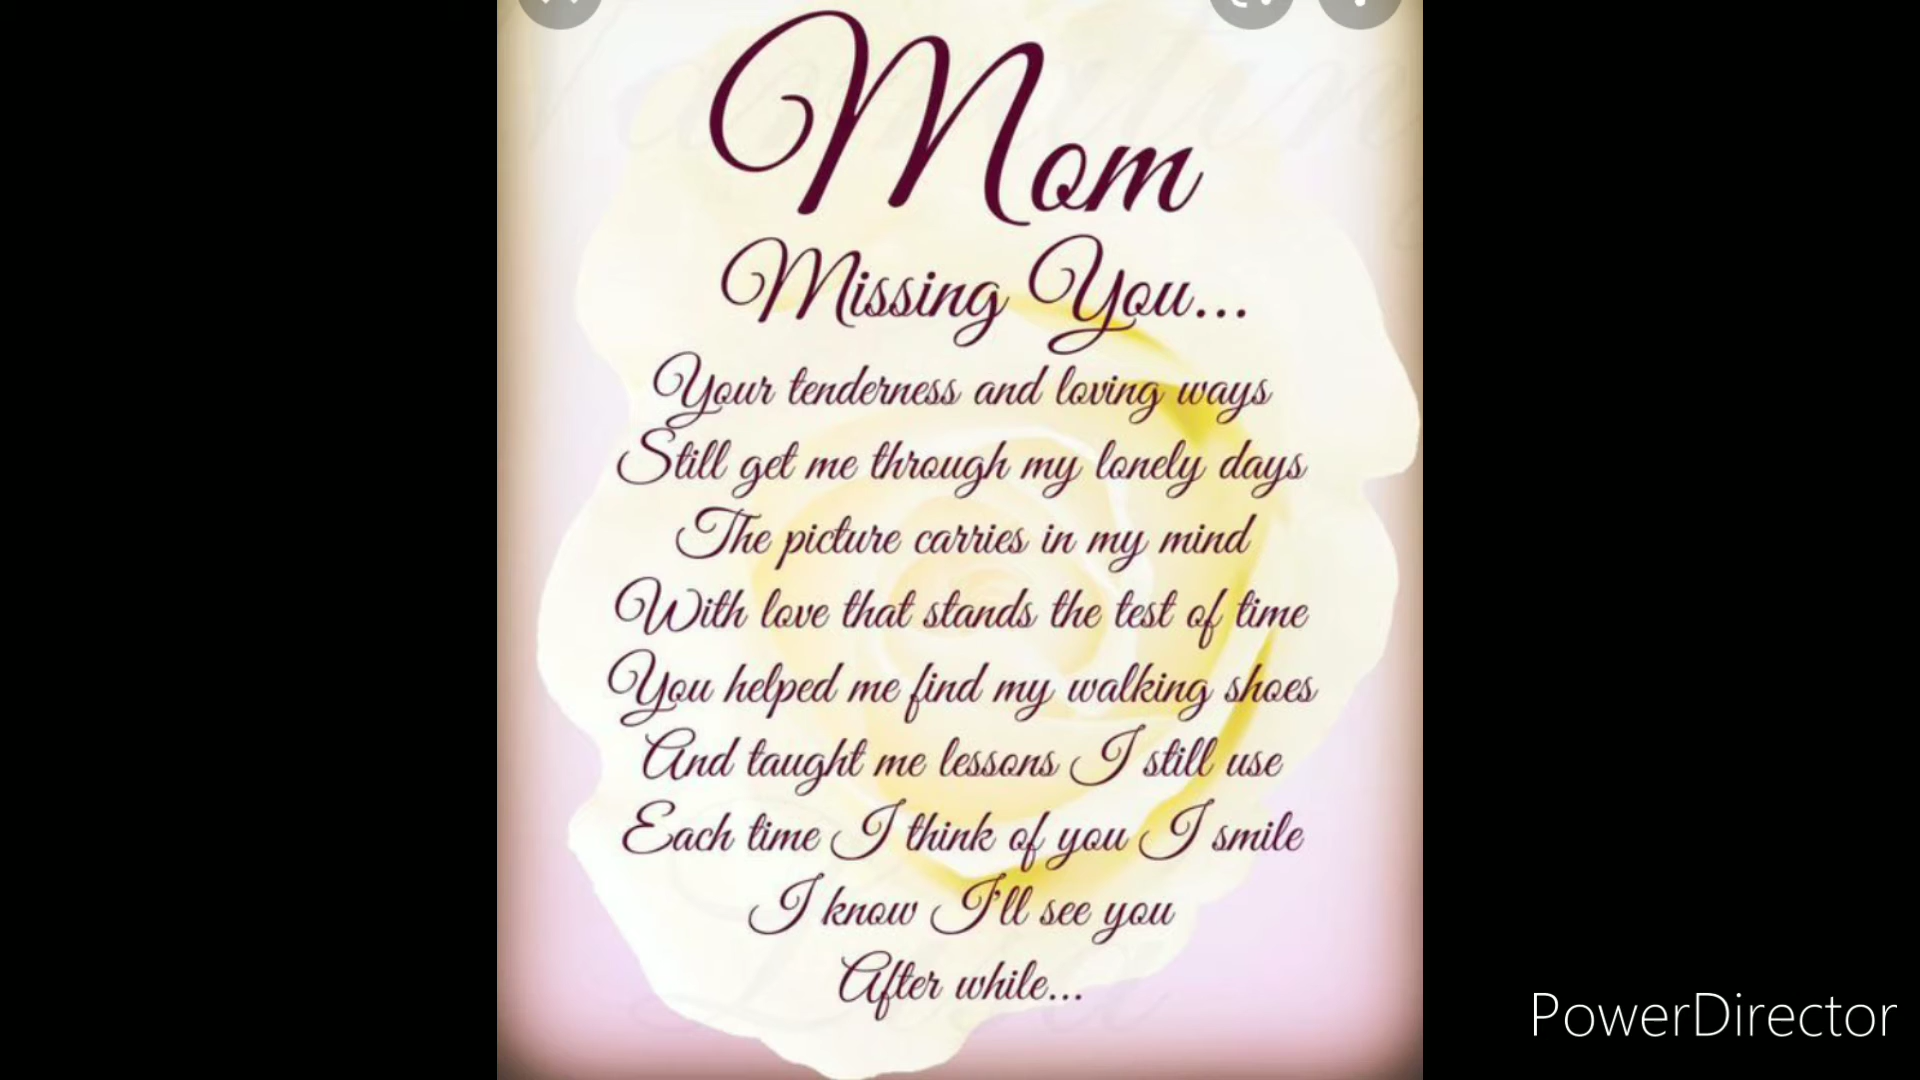 Mom
Missing You...
Your tenderness and loving ways
Still get me through my lonely days
The picture carries in my mind
With love that stands the test of time
You helped me find my walking shoes
And taught me lessons I still use
Each time I think of you I smile
I know I'll see you
After while...
PowerDirector